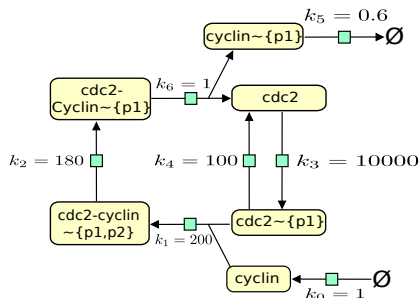 k₅ = 0.6
cyclin~{p1}
Ø
k₆ = 1
cdc2-
Cyclin~{p1}
cdc2
k₂ = 180
k₄ = 100
k₃ = 10000
cdc2-cyclin
~{p1,p2}
cdc2~{p1}
k₁ = 200
cyclin
Ø
k₀ = 1